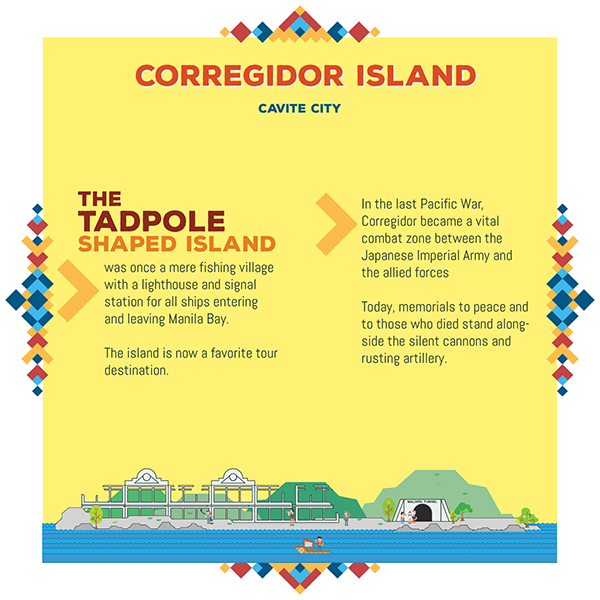 CORREGIDOR ISLAND
CAVITE CITY
THE
TADPOLE
SHAPED ISLAND
was once a mere fishing village
with a lighthouse and signal
station for all ships entering
and leaving Manila Bay.
The island is now a favorite tour
destination.
In the last Pacific War,
Corregidor became a vital
combat zone between the
Japanese Imperial Army and
the allied forces
Today, memorials to peace and
to those who died stand along-
side the silent cannons and
rusting artillery.
MALINTA TUNNEL